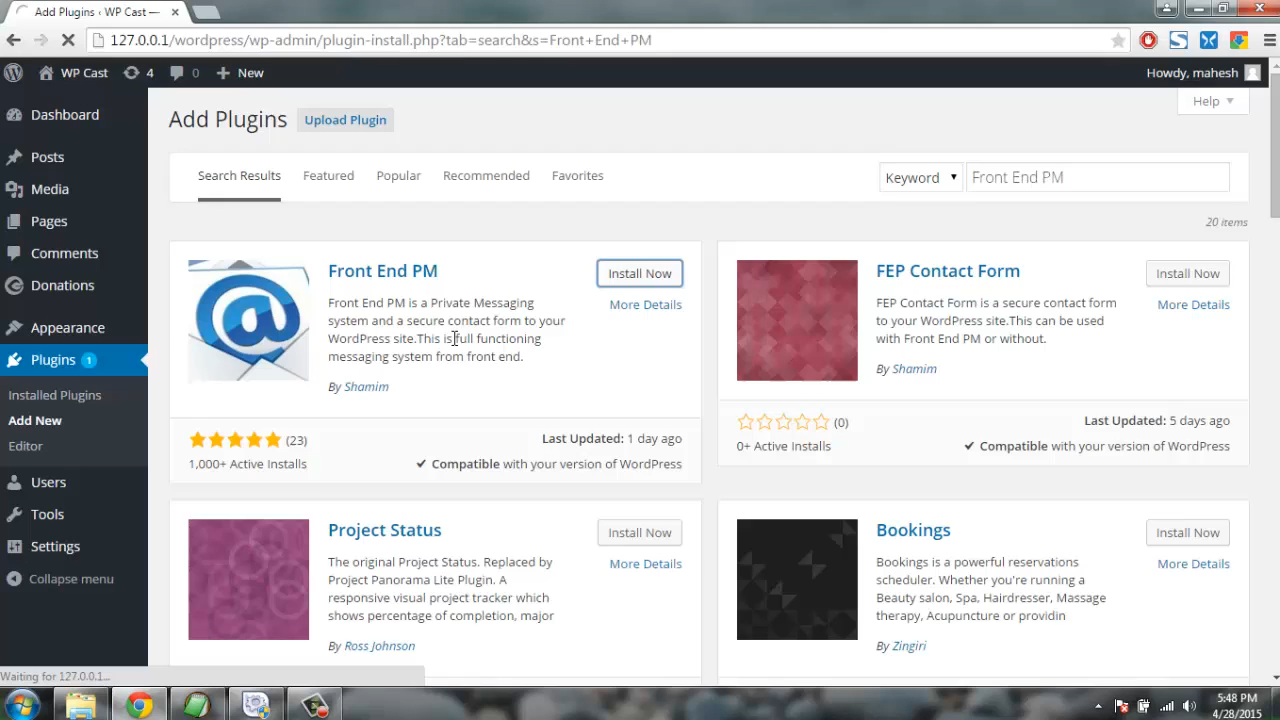 Add Plugins ‹ WP Cast —
127.0.0.1/wordpress/wp-admin/plugin-install.php?tab=search&s=Front+End+PM
WP Cast 4 0 New
Howdy, mahesh
Dashboard
Posts
Media
Pages
Comments
Donations
Appearance
Plugins 1
Installed Plugins
Add New
Editor
Users
Tools
Settings
Collapse menu
Add Plugins Upload Plugin
Help
Search Results Featured Popular Recommended Favorites
Keyword Front End PM
20 items
Front End PM
Install Now
More Details
Front End PM is a Private Messaging
system and a secure contact form to your
WordPress site.This is full functioning
messaging system from front end.
By Shamim
(23)
1,000+ Active Installs
Last Updated: 1 day ago
Compatible with your version of WordPress
FEP Contact Form
Install Now
More Details
FEP Contact Form is a secure contact form
to your WordPress site.This can be used
with Front End PM or without.
By Shamim
(0)
0+ Active Installs
Last Updated: 5 days ago
Compatible with your version of WordPress
Project Status
Install Now
More Details
The original Project Status. Replaced by
Project Panorama Lite Plugin. A
responsive visual project tracker which
shows percentage of completion, major
By Ross Johnson
Bookings
Install Now
More Details
Bookings is a powerful reservations
scheduler. Whether you're running a
Beauty salon, Spa, Hairdresser, Massage
therapy, Acupuncture or providin
By Zingiri
Waiting for 127.0.0.1...
5:48 PM
4/28/2015